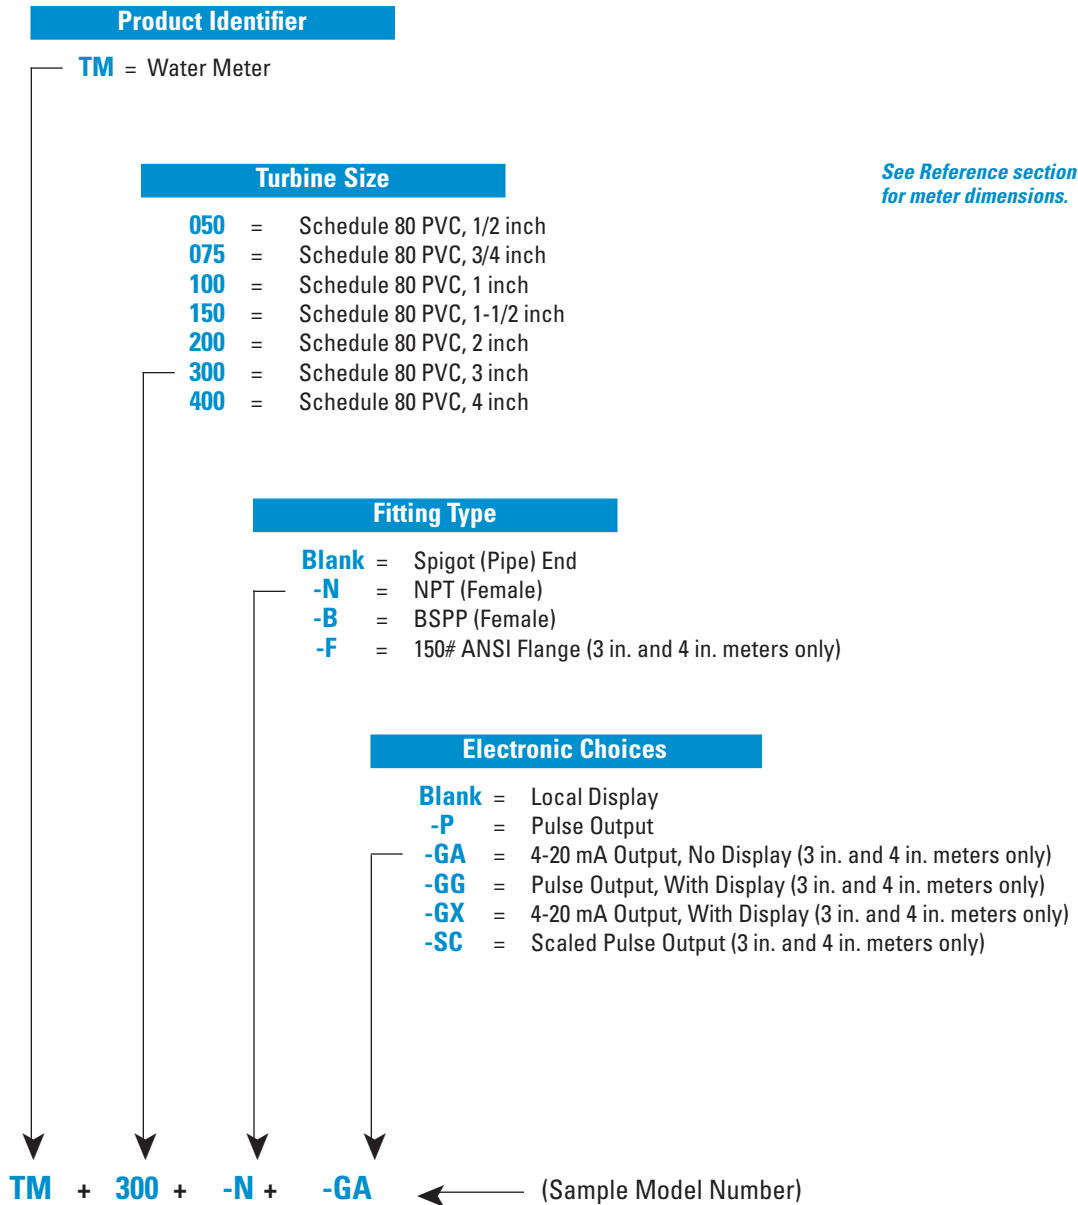 Product Identifier
TM = Water Meter
Turbine Size
See Reference section
for meter dimensions.
050 = Schedule 80 PVC, 1/2 inch
075 = Schedule 80 PVC, 3/4 inch
100 = Schedule 80 PVC, 1 inch
150 = Schedule 80 PVC, 1-1/2 inch
200 = Schedule 80 PVC, 2 inch
300 = Schedule 80 PVC, 3 inch
400 = Schedule 80 PVC, 4 inch
Fitting Type
Blank = Spigot (Pipe) End
-N = NPT (Female)
-B = BSPP (Female)
-F = 150# ANSI Flange (3 in. and 4 in. meters only)
Electronic Choices
Blank = Local Display
-P = Pulse Output
-GA = 4-20 mA Output, No Display (3 in. and 4 in. meters only)
-GG = Pulse Output, With Display (3 in. and 4 in. meters only)
-GX = 4-20 mA Output, With Display (3 in. and 4 in. meters only)
-SC = Scaled Pulse Output (3 in. and 4 in. meters only)
TM + 300 + -N + -GA (Sample Model Number)